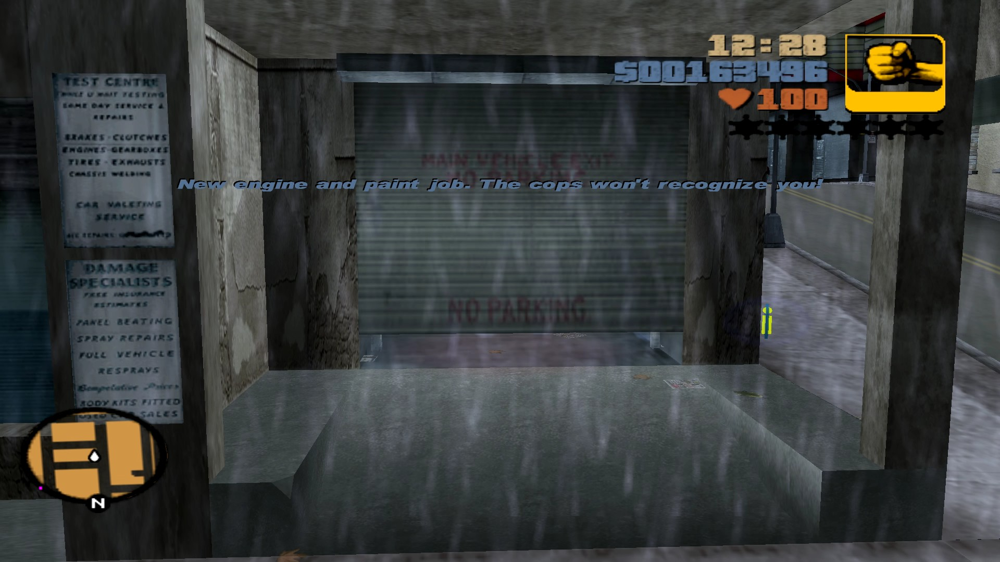 TEST CENTRE
WHILE U WAIT TESTING
SAME DAY SERVICE &
REPAIRS
BRAKES - CLUTCHES
ENGINES - GEARBOXES
TIRES - EXHAUSTS
CHASSIS WELDING
CAR VALETING
SERVICE
ALL REPAIRS
DAMAGE
SPECIALISTS
FREE INSURANCE
ESTIMATES
PANEL BEATING
SPRAY REPAIRS
FULL VEHICLE
RESPRAYS
Competative Prices
BODY KITS FITTED
USED CAR SALES
MAIN VEHICLE EXIT
NO PARKING
New engine and paint job. The cops won't recognize you!
NO PARKING
12:28
$00163496
100
N